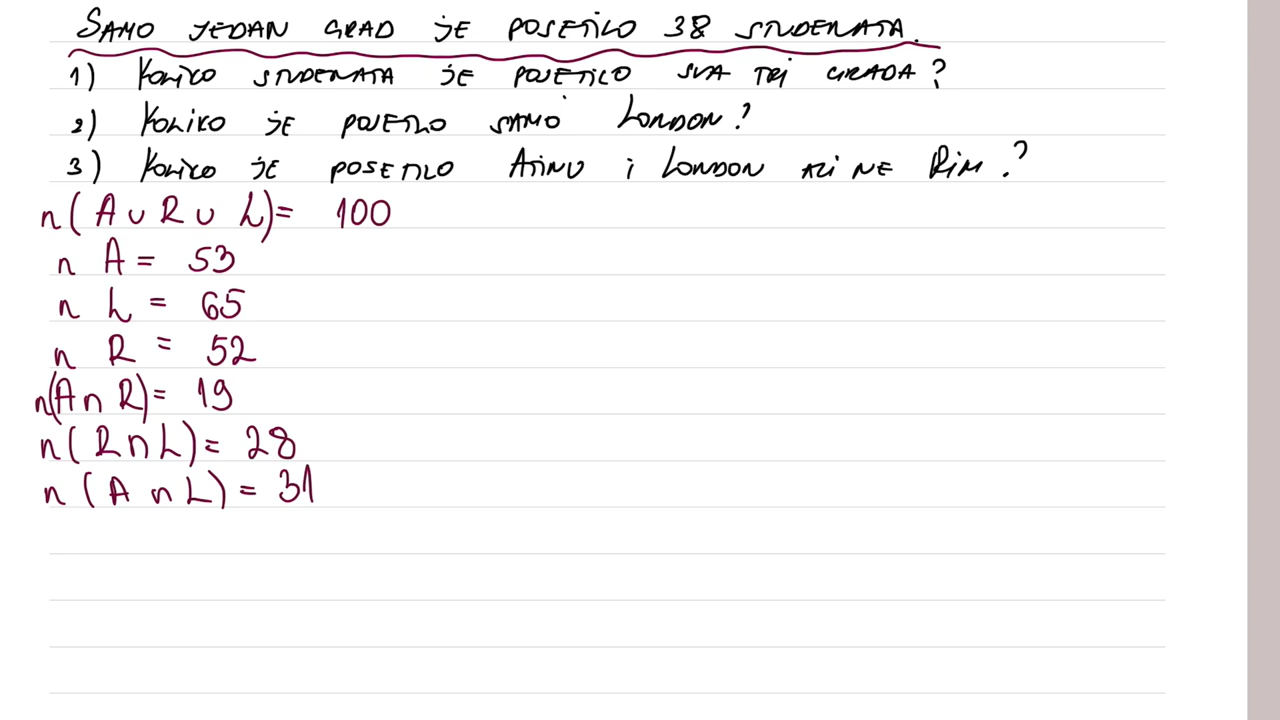 SAMO JEDAN GRAD JE POSETILO 38 STUDENATA.
1) KOLIKO STUDENATA JE POSETILO SVA TRI GRADA?
2) KOLIKO JE POSETILO SAMO LONDON?
3) KOLIKO JE POSETILO ATINU I LONDON ALI NE RIM?
n(A ∪ R ∪ L) = 100
n A = 53
n L = 65
n R = 52
n(A ∩ R) = 19
n(R ∩ L) = 28
n(A ∩ L) = 31